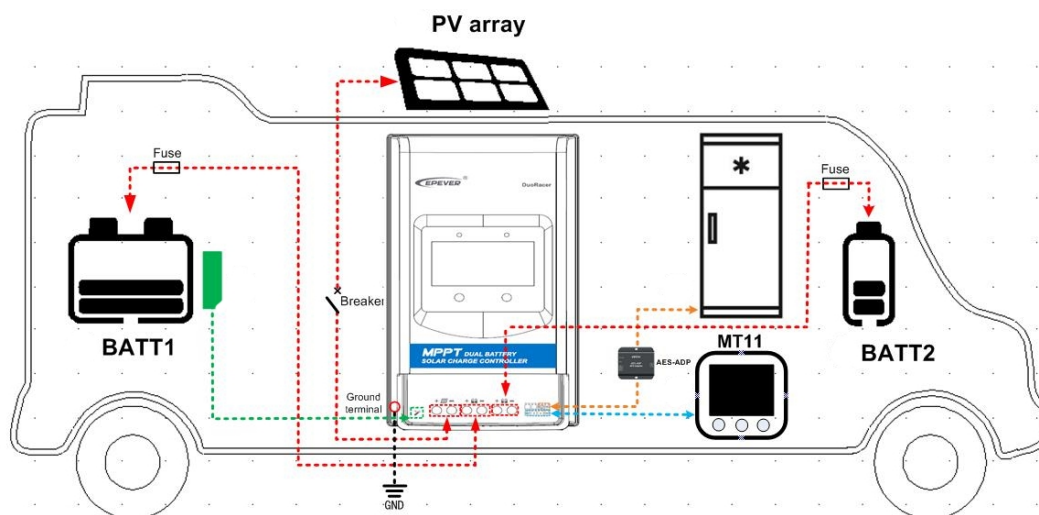 PV array
Fuse
Fuse
EPEVER ®
DuoRacer
Breaker
BATT1
MT11
BATT2
AES-ADP
MPPT DUAL BATTERY
SOLAR CHARGE CONTROLLER
Ground
terminal
GND